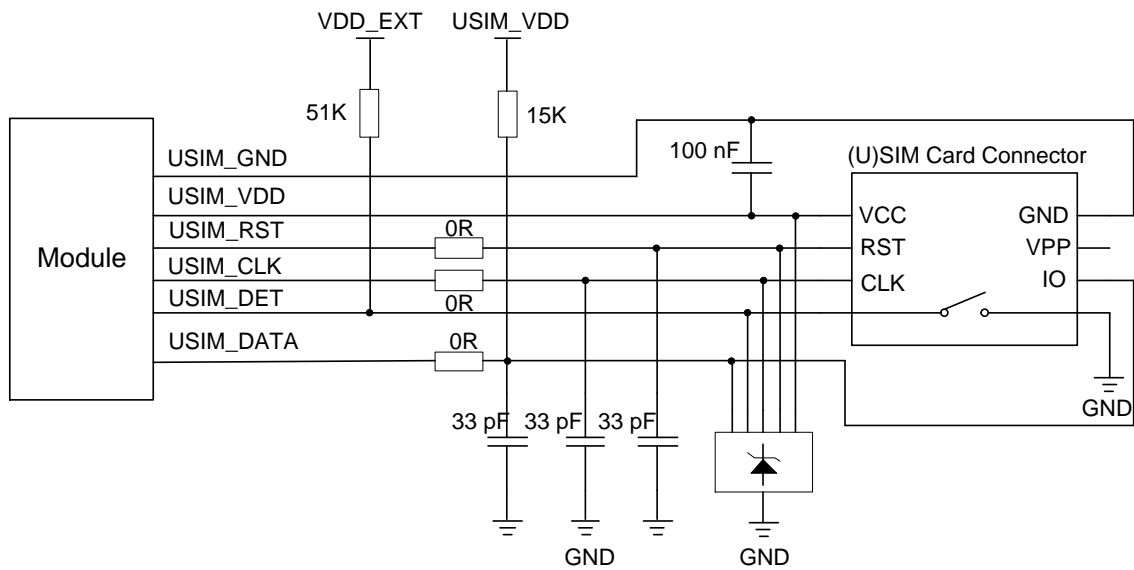 VDD_EXT
USIM_VDD
51K
15K
Module
USIM_GND
USIM_VDD
USIM_RST
USIM_CLK
USIM_DET
USIM_DATA
0R
0R
0R
100 nF
(U)SIM Card Connector
VCC
RST
CLK
GND
VPP
IO
GND
33 pF
33 pF
33 pF
GND
GND